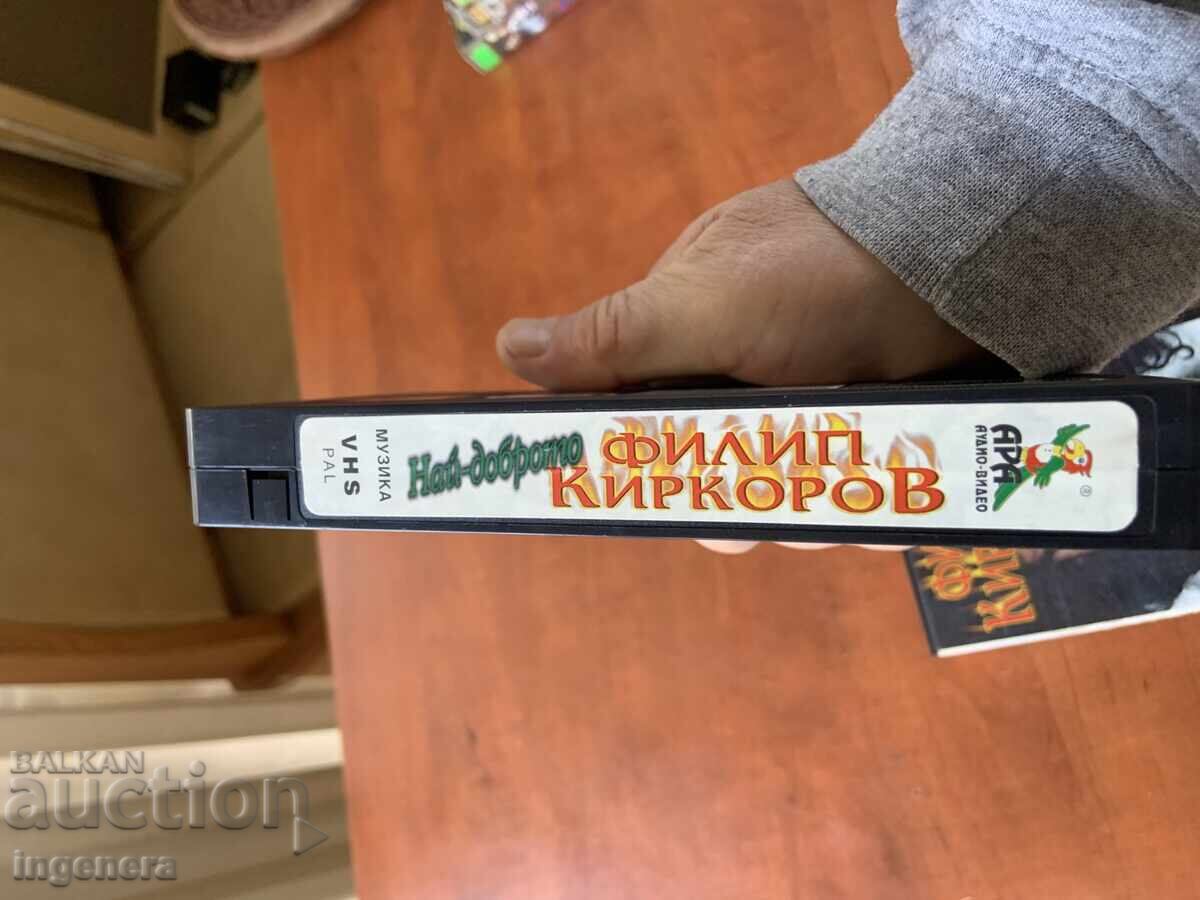 МУЗИКА
VHS
PAL
Най-доброто
ФИЛИП
КИРКОРОВ
АРА
АУДИО-ВИДЕО
®
BALKAN
auction
ingenera